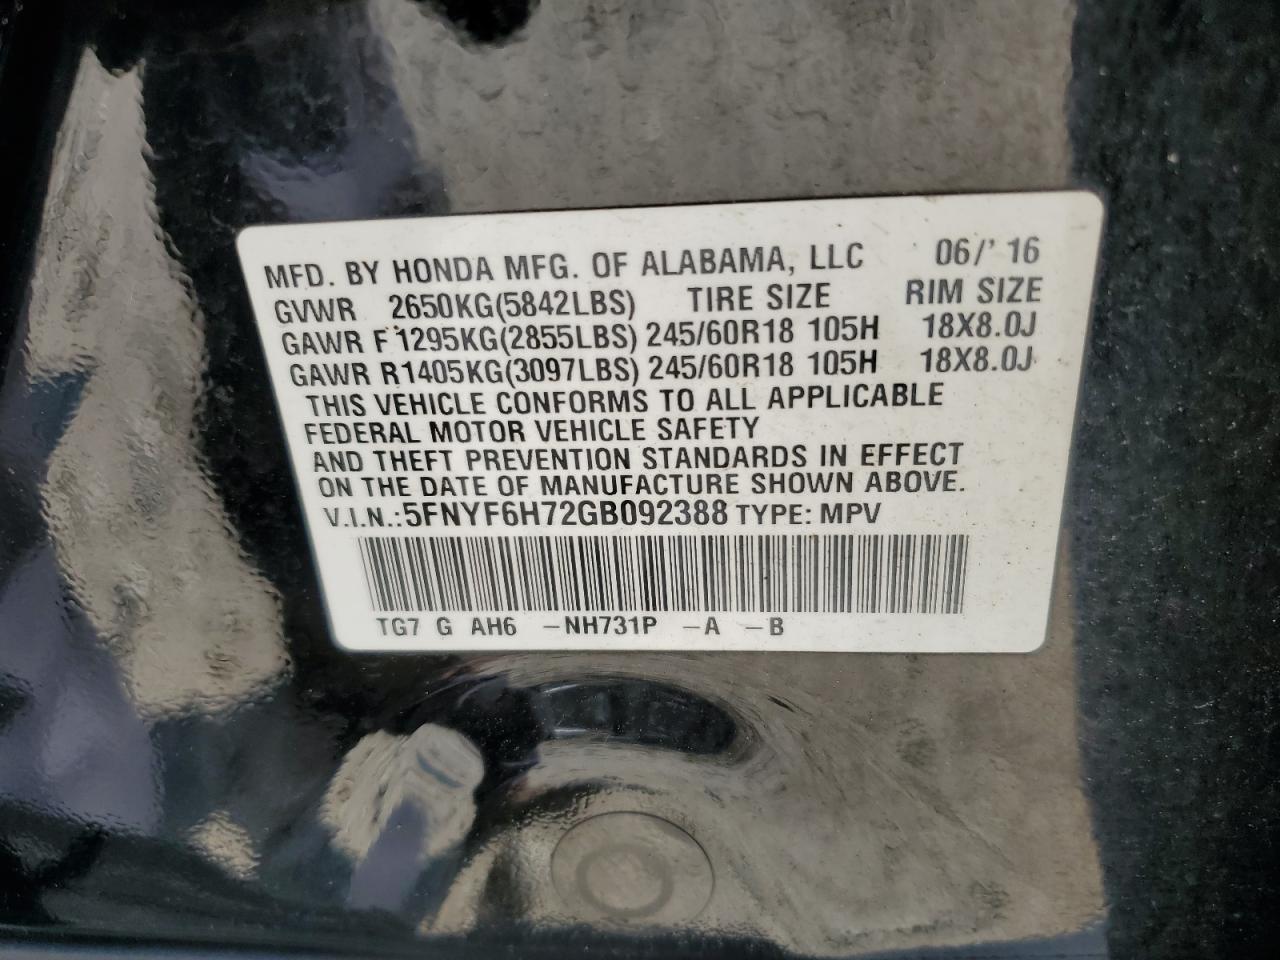 MFD. BY HONDA MFG. OF ALABAMA, LLC 06/' 16
GVWR 2650KG(5842LBS) TIRE SIZE RIM SIZE
GAWR F 1295KG(2855LBS) 245/60R18 105H 18X8.0J
GAWR R1405KG(3097LBS) 245/60R18 105H 18X8.0J
THIS VEHICLE CONFORMS TO ALL APPLICABLE
FEDERAL MOTOR VEHICLE SAFETY
AND THEFT PREVENTION STANDARDS IN EFFECT
ON THE DATE OF MANUFACTURE SHOWN ABOVE.
V.I.N.:5FNYF6H72GB092388 TYPE: MPV
TG7 G AH6 -NH731P -A -B